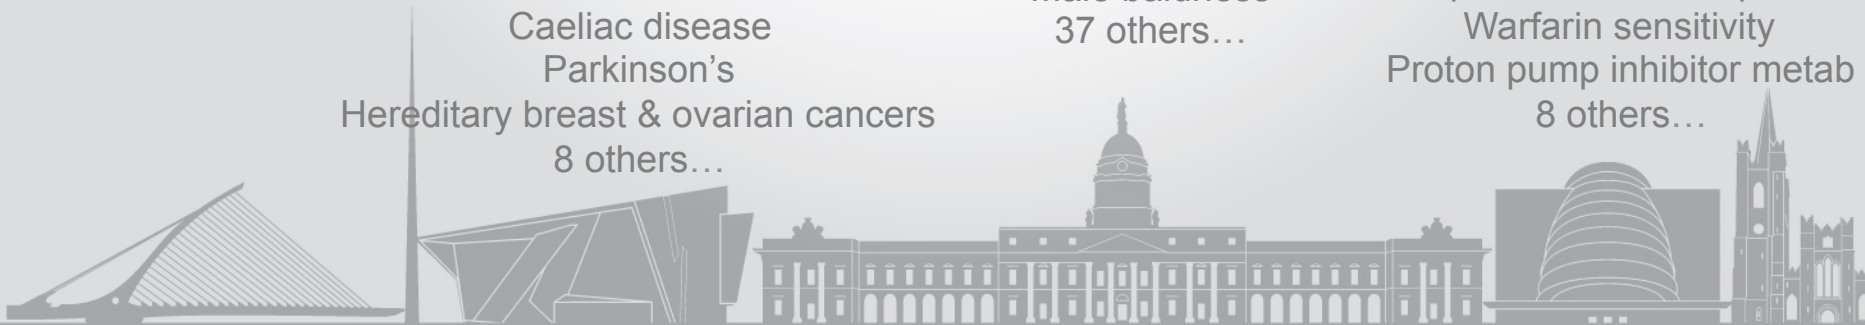 Caeliac disease
Parkinson's
Hereditary breast & ovarian cancers
8 others…
37 others…
Warfarin sensitivity
Proton pump inhibitor metab
8 others…